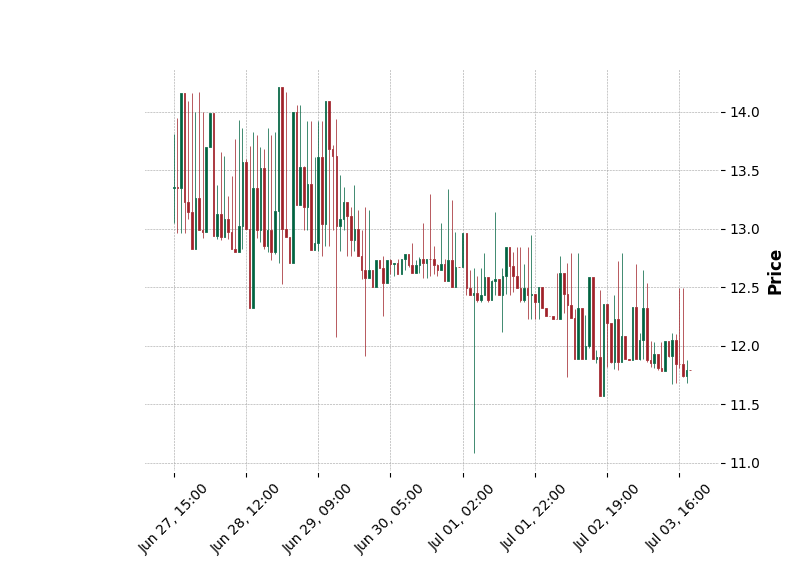 14.0
13.5
13.0
12.5
12.0
11.5
11.0
Price
Jun 27, 15:00
Jun 28, 12:00
Jun 29, 09:00
Jun 30, 05:00
Jul 01, 02:00
Jul 01, 22:00
Jul 02, 19:00
Jul 03, 16:00